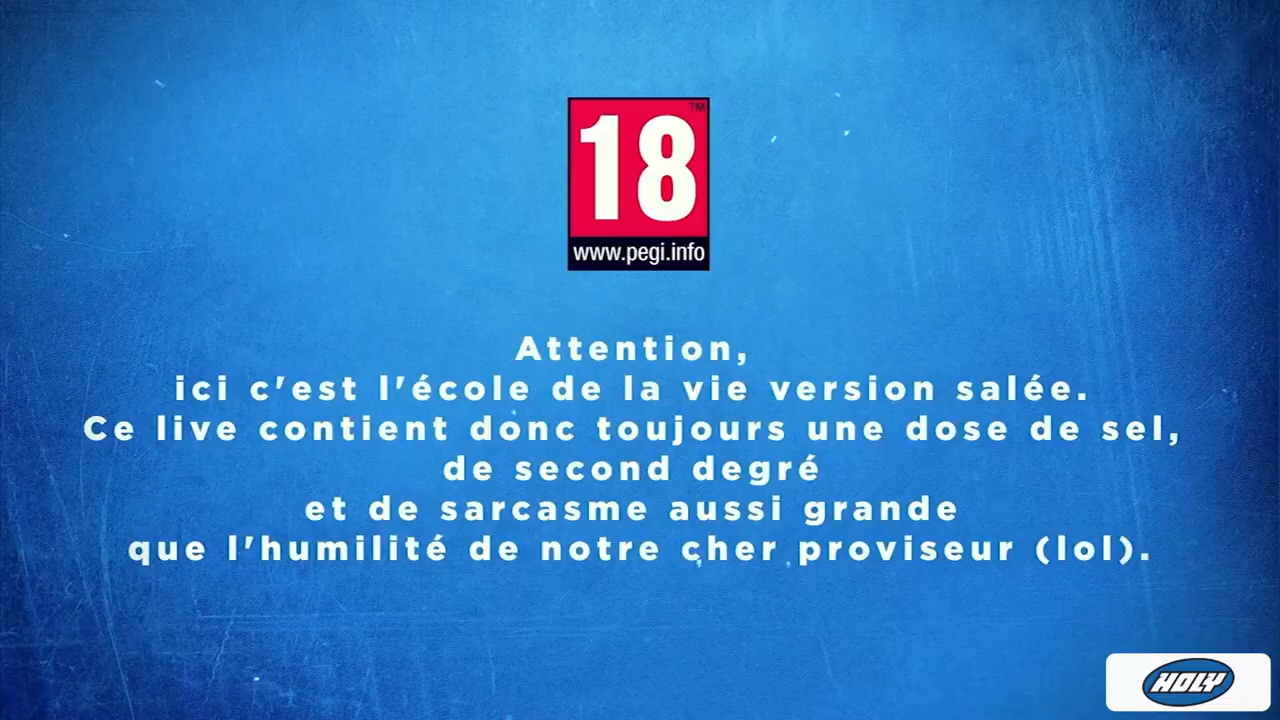 TM
18
www.pegi.info
Attention,
ici c'est l'école de la vie version salée.
Ce live contient donc toujours une dose de sel,
de second degré
et de sarcasme aussi grande
que l'humilité de notre cher proviseur (lol).
HOLY